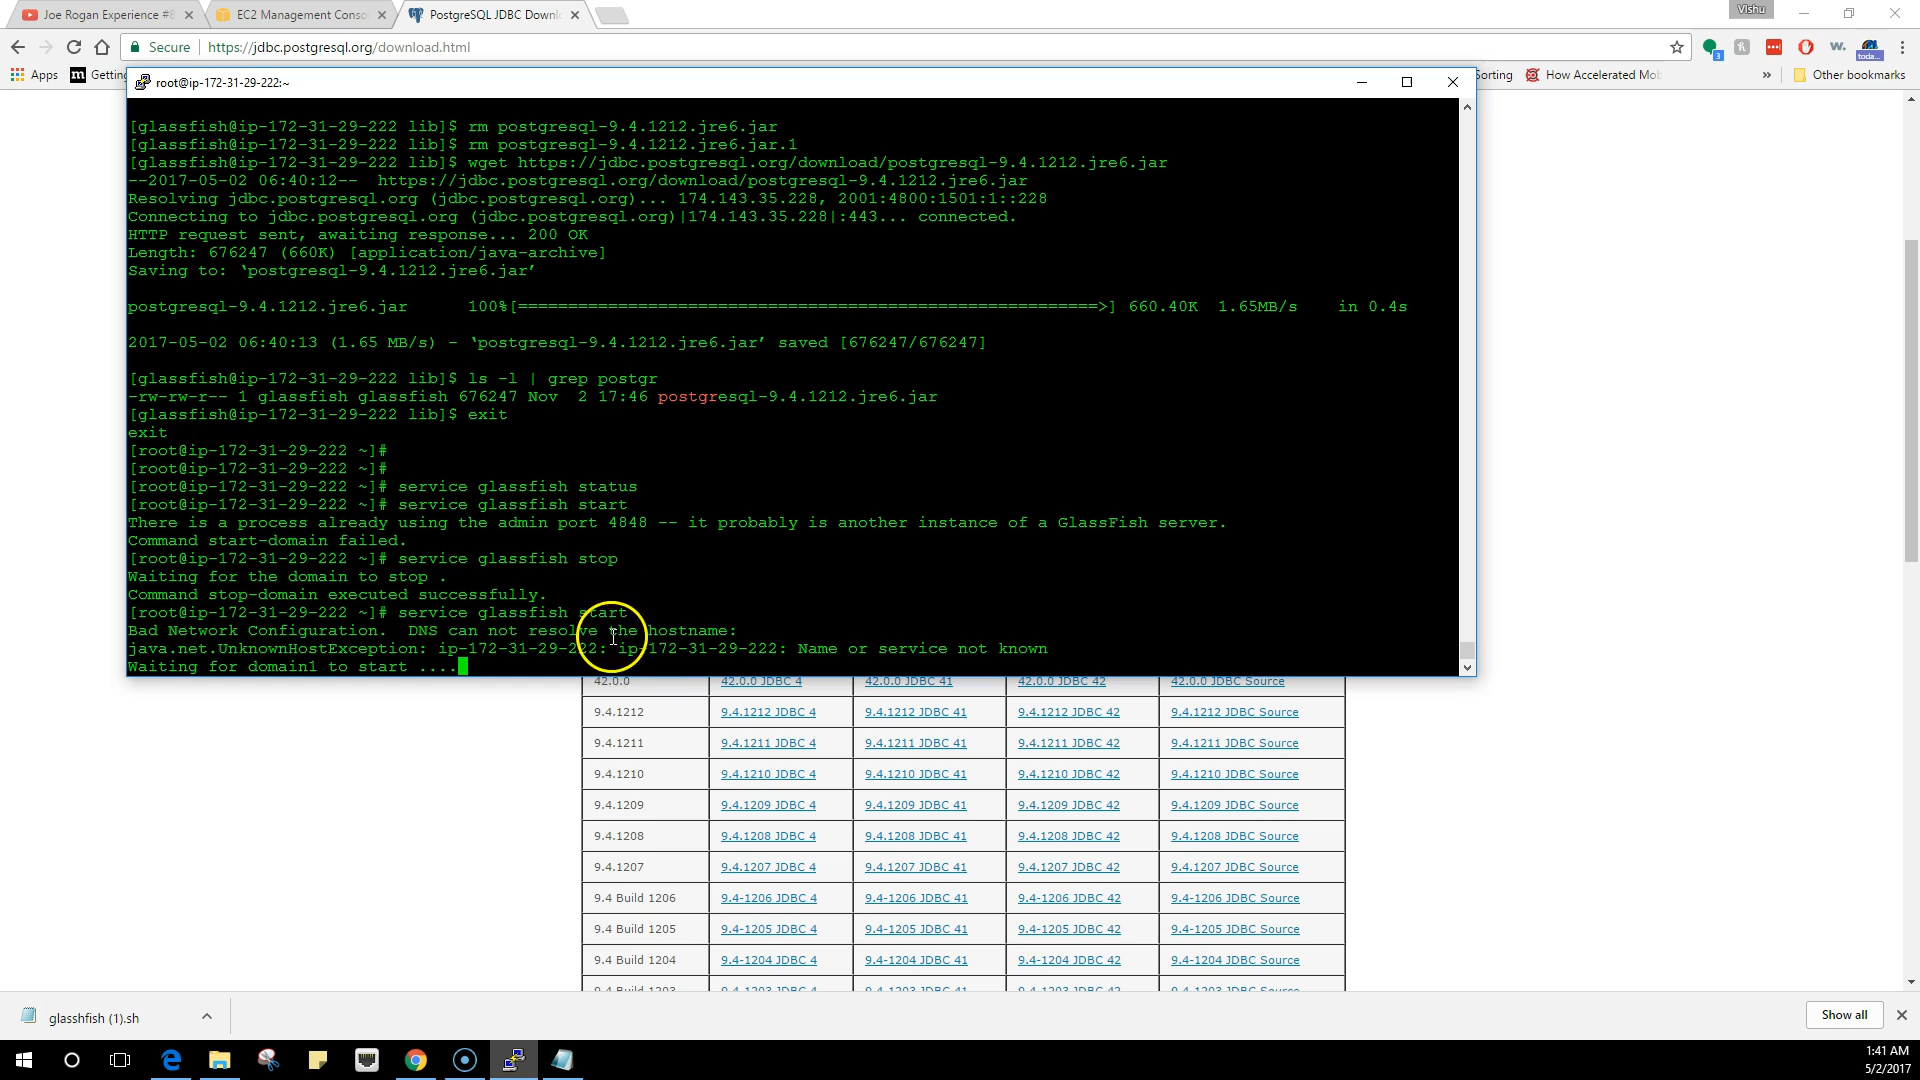 Joe Rogan Experience #8
EC2 Management Conso
PostgreSQL JDBC Downl
Vishu
Secure
https://jdbc.postgresql.org/download.html
3
W.
toda...
Apps
Getting
Sorting
How Accelerated Mob
»
Other bookmarks
root@ip-172-31-29-222:~
[glassfish@ip-172-31-29-222 lib]$ rm postgresql-9.4.1212.jre6.jar
[glassfish@ip-172-31-29-222 lib]$ rm postgresql-9.4.1212.jre6.jar.1
[glassfish@ip-172-31-29-222 lib]$ wget https://jdbc.postgresql.org/download/postgresql-9.4.1212.jre6.jar
--2017-05-02 06:40:12-- https://jdbc.postgresql.org/download/postgresql-9.4.1212.jre6.jar
Resolving jdbc.postgresql.org (jdbc.postgresql.org)... 174.143.35.228, 2001:4800:1501:1::228
Connecting to jdbc.postgresql.org (jdbc.postgresql.org)|174.143.35.228|:443... connected.
HTTP request sent, awaiting response... 200 OK
Length: 676247 (660K) [application/java-archive]
Saving to: ‘postgresql-9.4.1212.jre6.jar’
postgresql-9.4.1212.jre6.jar 100%[==========================================================>] 660.40K 1.65MB/s in 0.4s
2017-05-02 06:40:13 (1.65 MB/s) - ‘postgresql-9.4.1212.jre6.jar’ saved [676247/676247]
[glassfish@ip-172-31-29-222 lib]$ ls -l | grep postgr
-rw-rw-r-- 1 glassfish glassfish 676247 Nov 2 17:46 postgresql-9.4.1212.jre6.jar
[glassfish@ip-172-31-29-222 lib]$ exit
exit
[root@ip-172-31-29-222 ~]#
[root@ip-172-31-29-222 ~]#
[root@ip-172-31-29-222 ~]# service glassfish status
[root@ip-172-31-29-222 ~]# service glassfish start
There is a process already using the admin port 4848 -- it probably is another instance of a GlassFish server.
Command start-domain failed.
[root@ip-172-31-29-222 ~]# service glassfish stop
Waiting for the domain to stop .
Command stop-domain executed successfully.
[root@ip-172-31-29-222 ~]# service glassfish start
Bad Network Configuration. DNS can not resolve the hostname:
java.net.UnknownHostException: ip-172-31-29-222: ip-172-31-29-222: Name or service not known
Waiting for domain1 to start ....
42.0.0 42.0.0 JDBC 4 42.0.0 JDBC 41 42.0.0 JDBC 42 42.0.0 JDBC Source
9.4.1212 9.4.1212 JDBC 4 9.4.1212 JDBC 41 9.4.1212 JDBC 42 9.4.1212 JDBC Source
9.4.1211 9.4.1211 JDBC 4 9.4.1211 JDBC 41 9.4.1211 JDBC 42 9.4.1211 JDBC Source
9.4.1210 9.4.1210 JDBC 4 9.4.1210 JDBC 41 9.4.1210 JDBC 42 9.4.1210 JDBC Source
9.4.1209 9.4.1209 JDBC 4 9.4.1209 JDBC 41 9.4.1209 JDBC 42 9.4.1209 JDBC Source
9.4.1208 9.4.1208 JDBC 4 9.4.1208 JDBC 41 9.4.1208 JDBC 42 9.4.1208 JDBC Source
9.4.1207 9.4.1207 JDBC 4 9.4.1207 JDBC 41 9.4.1207 JDBC 42 9.4.1207 JDBC Source
9.4 Build 1206 9.4-1206 JDBC 4 9.4-1206 JDBC 41 9.4-1206 JDBC 42 9.4-1206 JDBC Source
9.4 Build 1205 9.4-1205 JDBC 4 9.4-1205 JDBC 41 9.4-1205 JDBC 42 9.4-1205 JDBC Source
9.4 Build 1204 9.4-1204 JDBC 4 9.4-1204 JDBC 41 9.4-1204 JDBC 42 9.4-1204 JDBC Source
9.4 Build 1203 9.4-1203 JDBC 4 9.4-1203 JDBC 41 9.4-1203 JDBC 42 9.4-1203 JDBC Source
glasshfish (1).sh
Show all
1:41 AM
5/2/2017